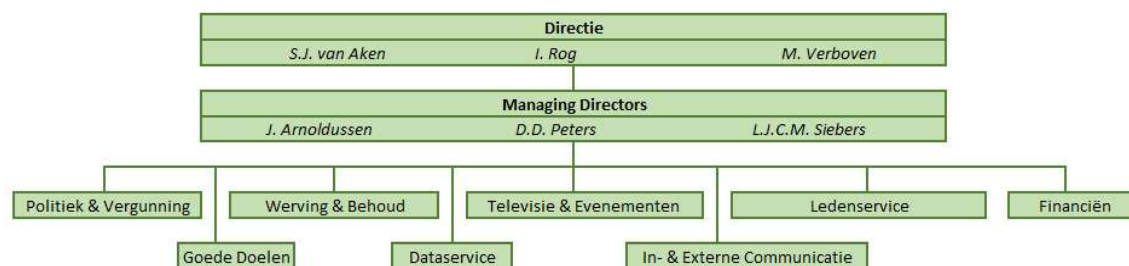 Directie
S.J. van Aken I. Rog M. Verboven
Managing Directors
J. Arnoldussen D.D. Peters L.J.C.M. Siebers
Politiek & Vergunning Werving & Behoud Televisie & Evenementen Ledenservice Financiën
Goede Doelen Dataservice In- & Externe Communicatie